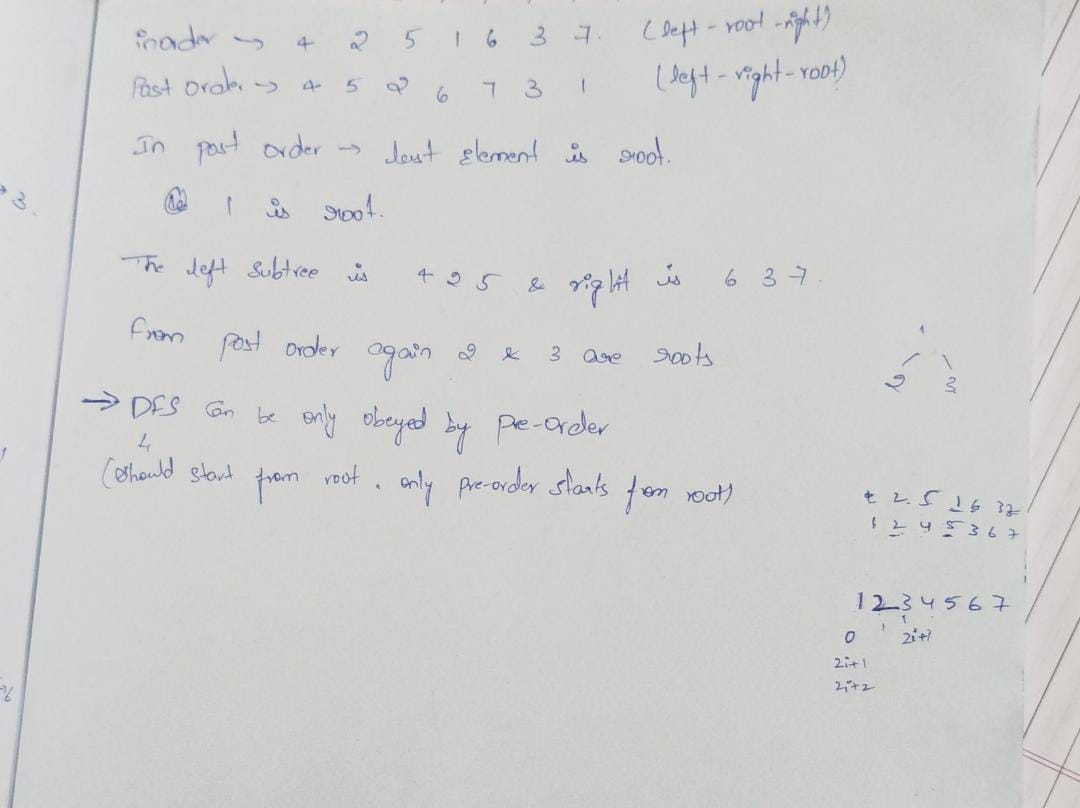 inoder → 4 2 5 1 6 3 7. (left - root - right)
Post Order → 4 5 2 6 7 3 1 (left - right - root)
In post order → last element is root.
1 is root.
→ 3.
The left subtree is 4 2 5 & right is 6 3 7.
From post order again 2 & 3 are roots
1
2 3
→ DFS can be only obeyed by pre-order
↳
(should start from root, only pre-order starts from root)
2. 5 1 6 3 7
1 2 4 5 3 6 7
1 2 3 4 5 6 7
0 1 2i+1
2i+1
2i+2